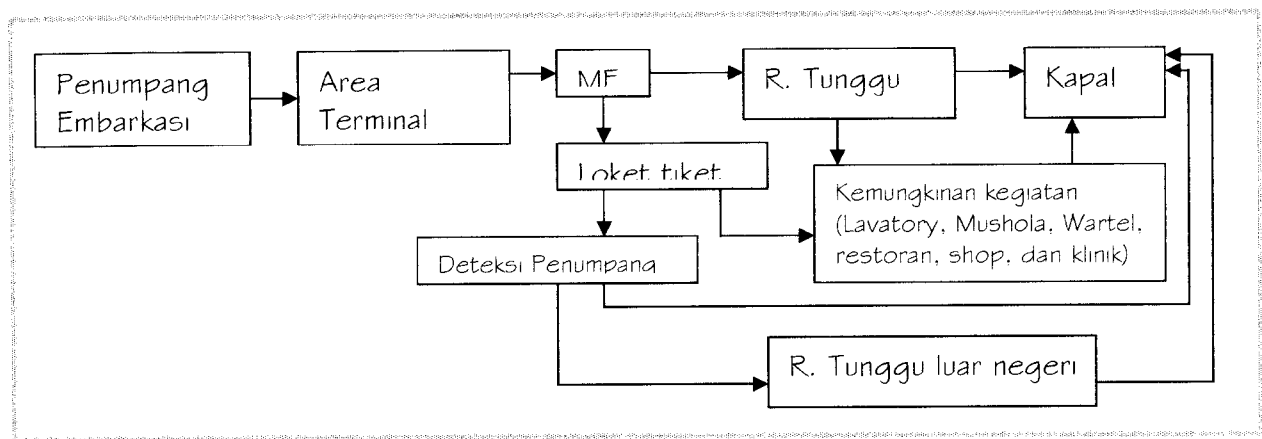 Penumpang
Embarkasi
Area
Terminal
MF
R. Tunggu
Kapal
Loket tiket
Kemungkinan kegiatan
(Lavatory, Mushola, Wartel,
restoran, shop, dan klinik)
Deteksi Penumpang
R. Tunggu luar negeri